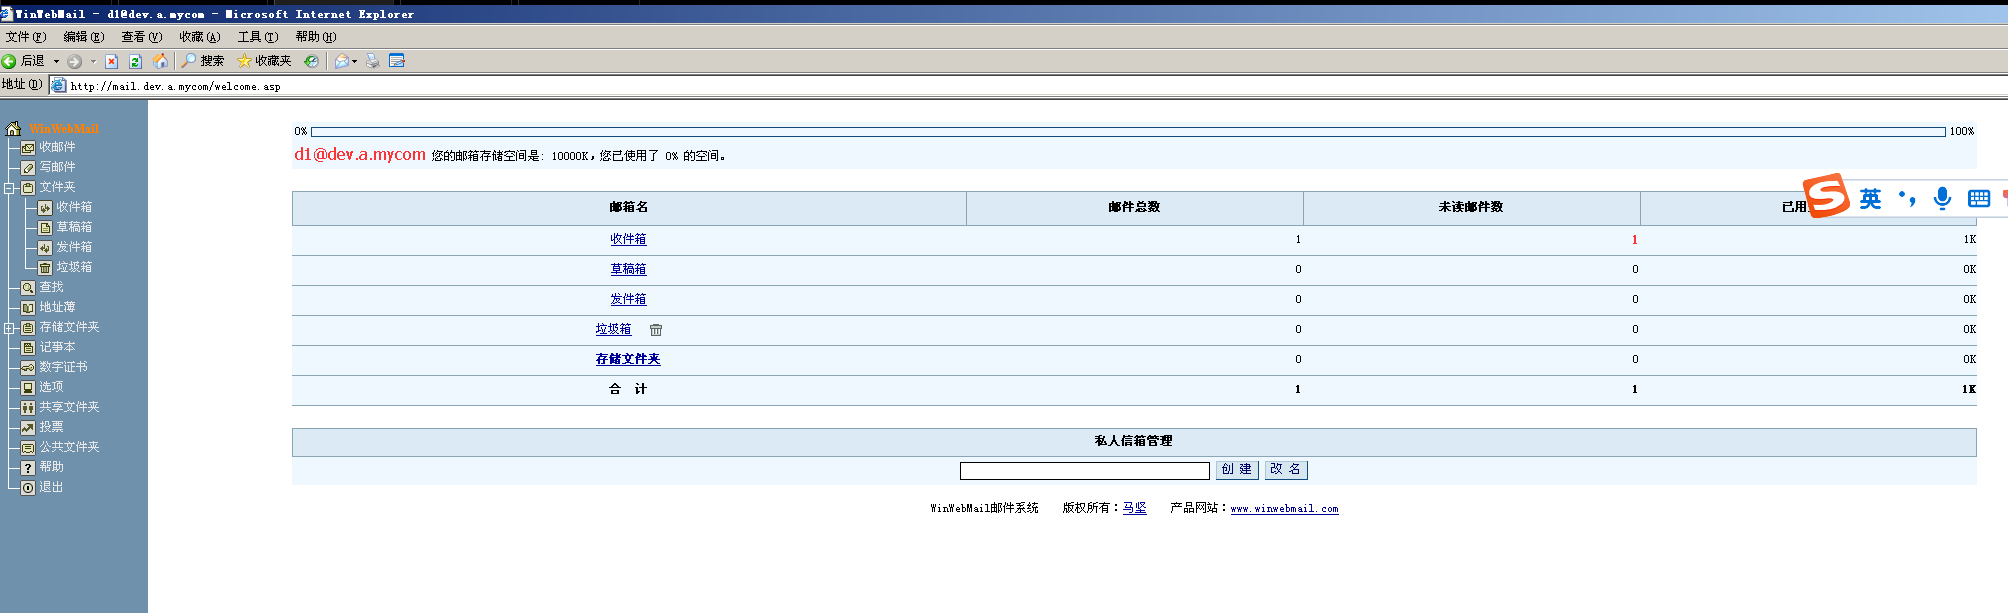 WinWebMail - d1@dev.a.mycom - Microsoft Internet Explorer
文件(F) 编辑(E) 查看(V) 收藏(A) 工具(T) 帮助(H)
后退 搜索 收藏夹
地址(D) http://mail.dev.a.mycom/welcome.asp
WinWebMail
收邮件
写邮件
文件夹
收件箱
草稿箱
发件箱
垃圾箱
查找
地址薄
存储文件夹
记事本
数字证书
选项
共享文件夹
投票
公共文件夹
帮助
退出
0% 100%
d1@dev.a.mycom 您的邮箱存储空间是: 10000K，您已使用了 0% 的空间。
邮箱名 邮件总数 未读邮件数 已用
收件箱 1 1 1K
草稿箱 0 0 0K
发件箱 0 0 0K
垃圾箱 0 0 0K
存储文件夹 0 0 0K
合 计 1 1 1K
私人信箱管理
创 建 改 名
WinWebMail邮件系统 版权所有：马坚 产品网站：www.winwebmail.com
S 英